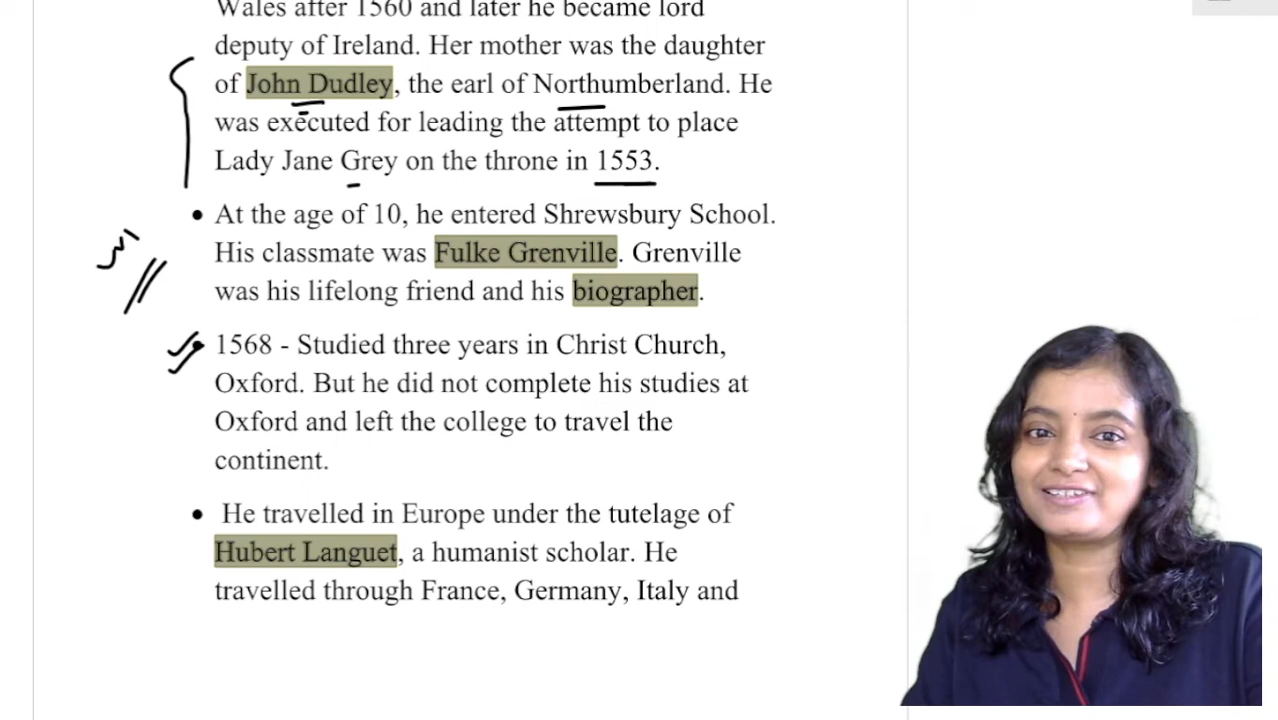 Wales after 1560 and later he became lord
deputy of Ireland. Her mother was the daughter
of John Dudley, the earl of Northumberland. He
was executed for leading the attempt to place
Lady Jane Grey on the throne in 1553.
• At the age of 10, he entered Shrewsbury School.
His classmate was Fulke Grenville. Grenville
was his lifelong friend and his biographer.
• 1568 - Studied three years in Christ Church,
Oxford. But he did not complete his studies at
Oxford and left the college to travel the
continent.
• He travelled in Europe under the tutelage of
Hubert Languet, a humanist scholar. He
travelled through France, Germany, Italy and